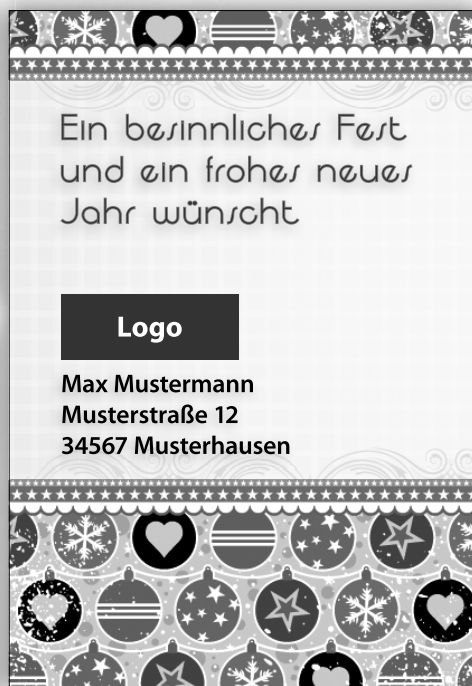 Ein besinnliches Fest
und ein frohes neues
Jahr wünscht
Logo
Max Mustermann
Musterstraße 12
34567 Musterhausen